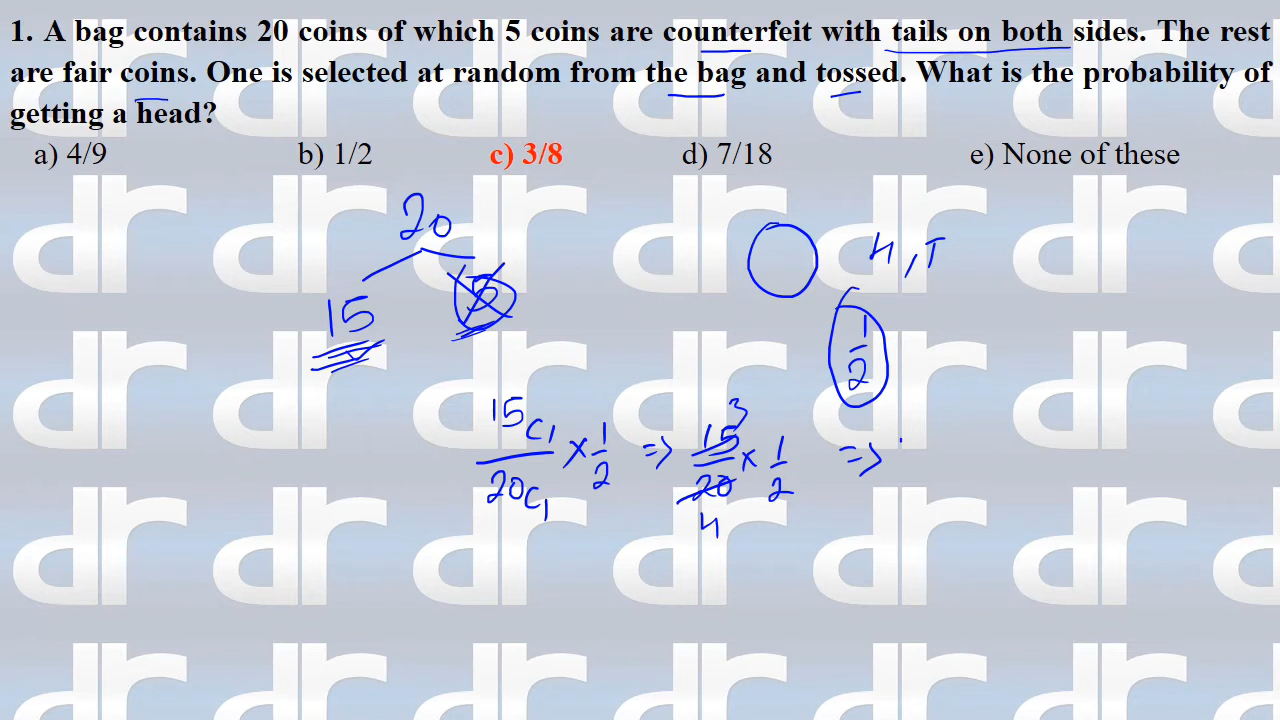 1. A bag contains 20 coins of which 5 coins are counterfeit with tails on both sides. The rest
are fair coins. One is selected at random from the bag and tossed. What is the probability of
getting a head?
a) 4/9 b) 1/2 c) 3/8 d) 7/18 e) None of these
20
H, T
15 5
1/2
15C1/20C1 × 1/2 => 15/20 × 1/2 =>
3
4